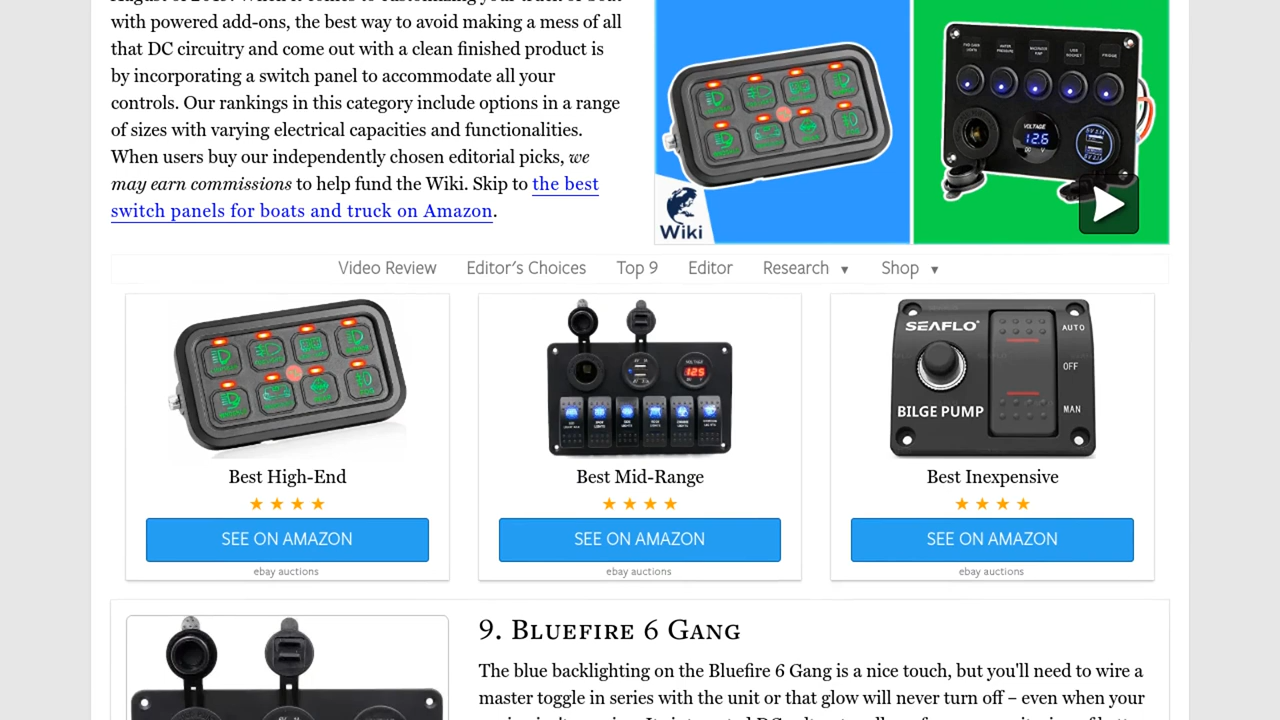 with powered add-ons, the best way to avoid making a mess of all
that DC circuitry and come out with a clean finished product is
by incorporating a switch panel to accommodate all your
controls. Our rankings in this category include options in a range
of sizes with varying electrical capacities and functionalities.
When users buy our independently chosen editorial picks, we
may earn commissions to help fund the Wiki. Skip to the best
switch panels for boats and truck on Amazon.
VOLTAGE
12.6
Wiki
Video Review Editor's Choices Top 9 Editor Research ▼ Shop ▼
12.5
SEAFLO®
AUTO
OFF
BILGE PUMP
MAN
Best High-End
★ ★ ★ ★
SEE ON AMAZON
ebay auctions
Best Mid-Range
★ ★ ★ ★
SEE ON AMAZON
ebay auctions
Best Inexpensive
★ ★ ★ ★
SEE ON AMAZON
ebay auctions
9. Bluefire 6 Gang
The blue backlighting on the Bluefire 6 Gang is a nice touch, but you'll need to wire a
master toggle in series with the unit or that glow will never turn off – even when your